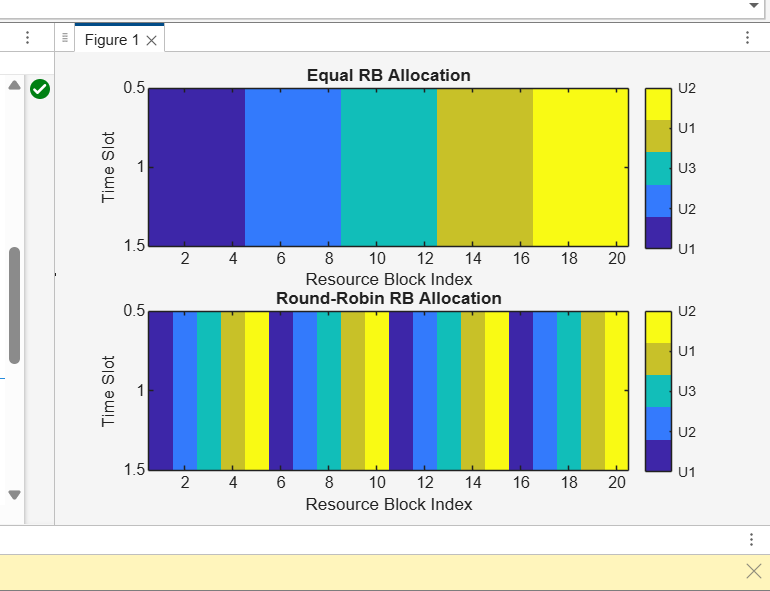 Figure 1
Equal RB Allocation
Time Slot
0.5
1
1.5
2 4 6 8 10 12 14 16 18 20
Resource Block Index
U2
U1
U3
U2
U1
Round-Robin RB Allocation
Time Slot
0.5
1
1.5
2 4 6 8 10 12 14 16 18 20
Resource Block Index
U2
U1
U3
U2
U1